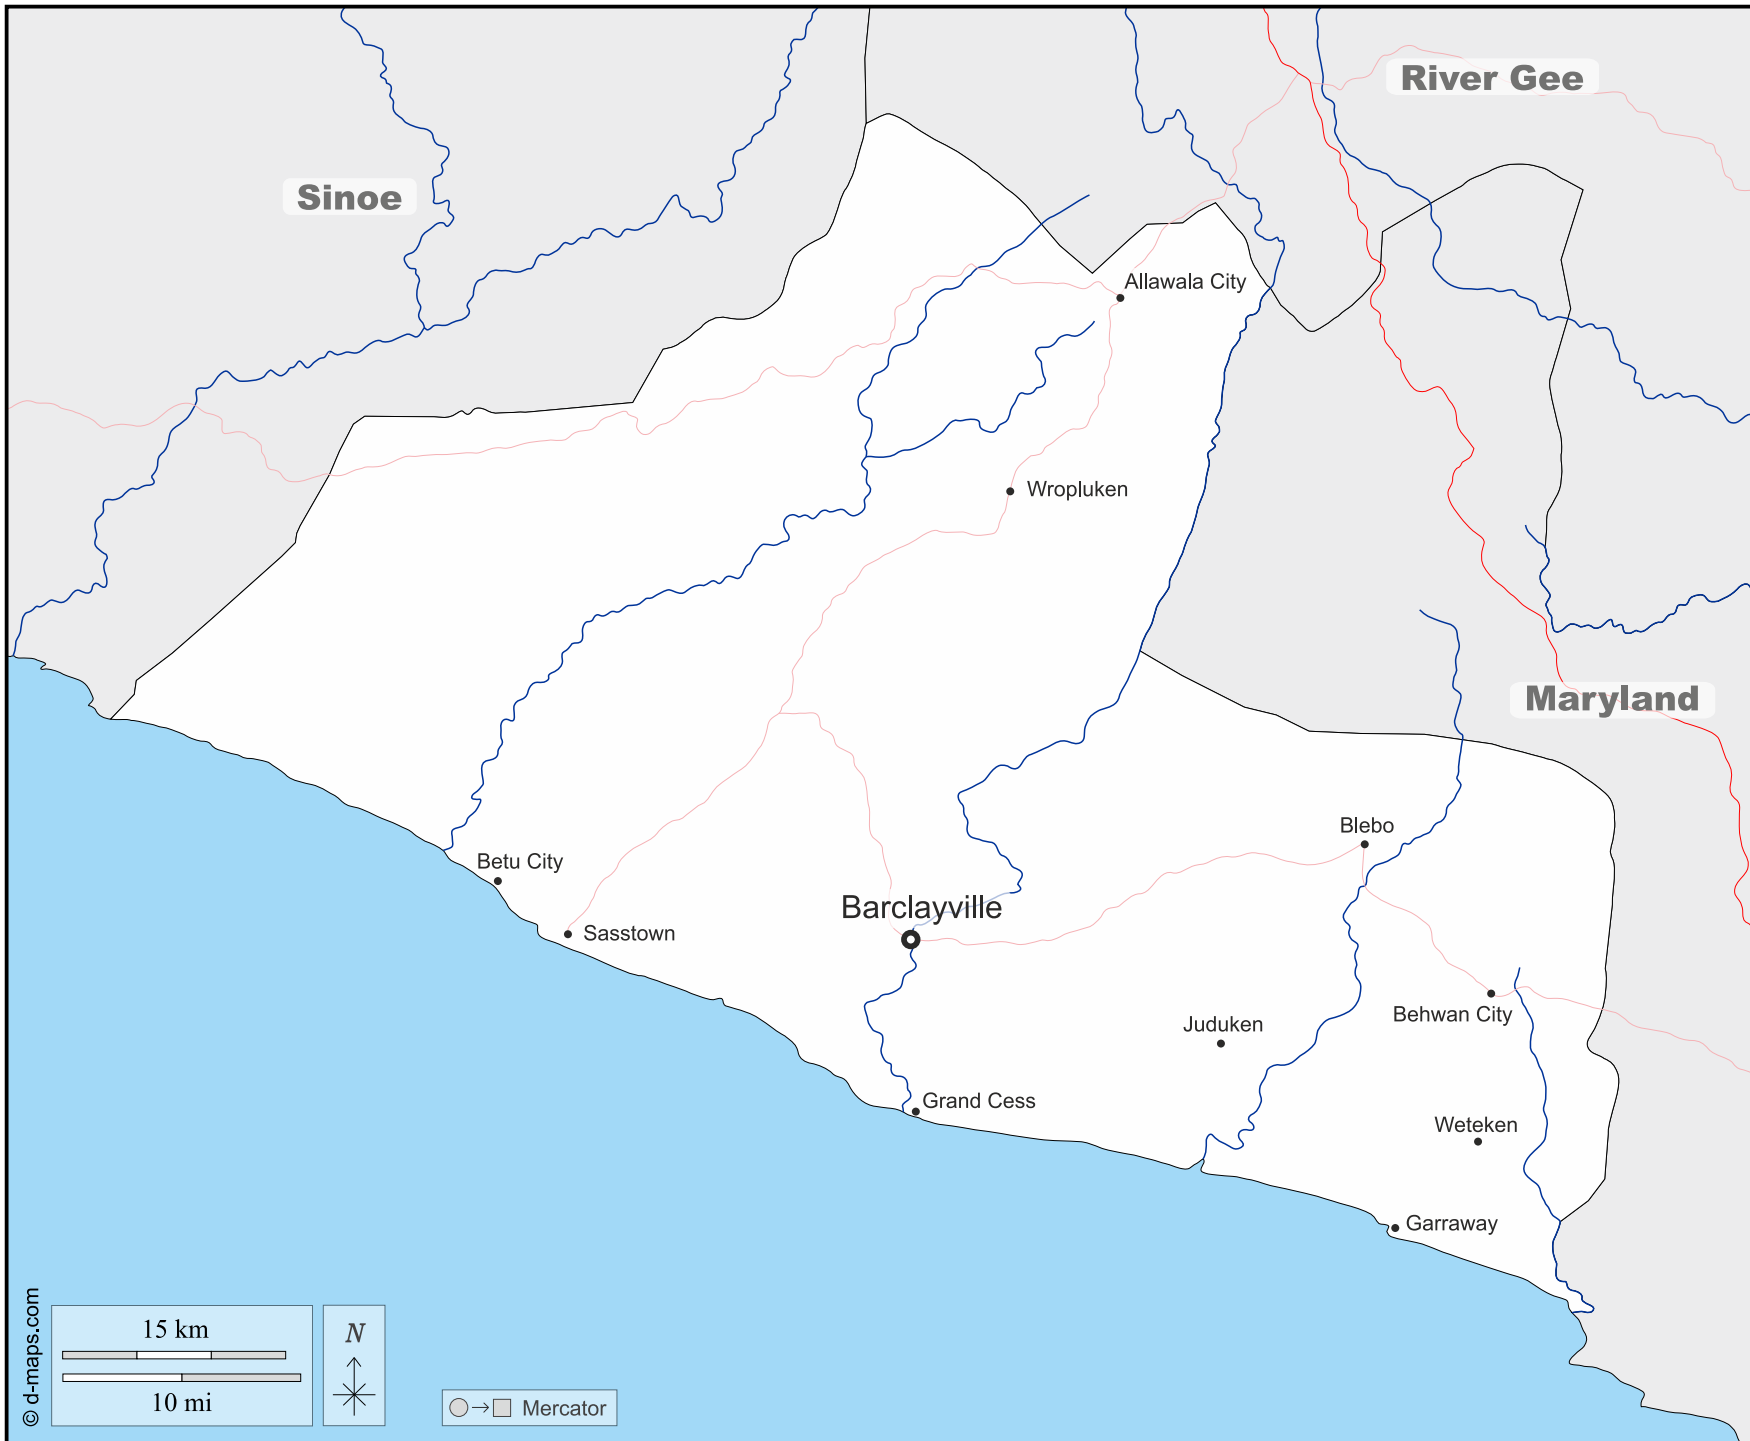 River Gee
Sinoe
Allawala City
Wropluken
Maryland
Blebo
Betu City
Barclayville
Sasstown
Behwan City
Juduken
Grand Cess
Weteken
Garraway
© d-maps.com
15 km
10 mi
N
Mercator